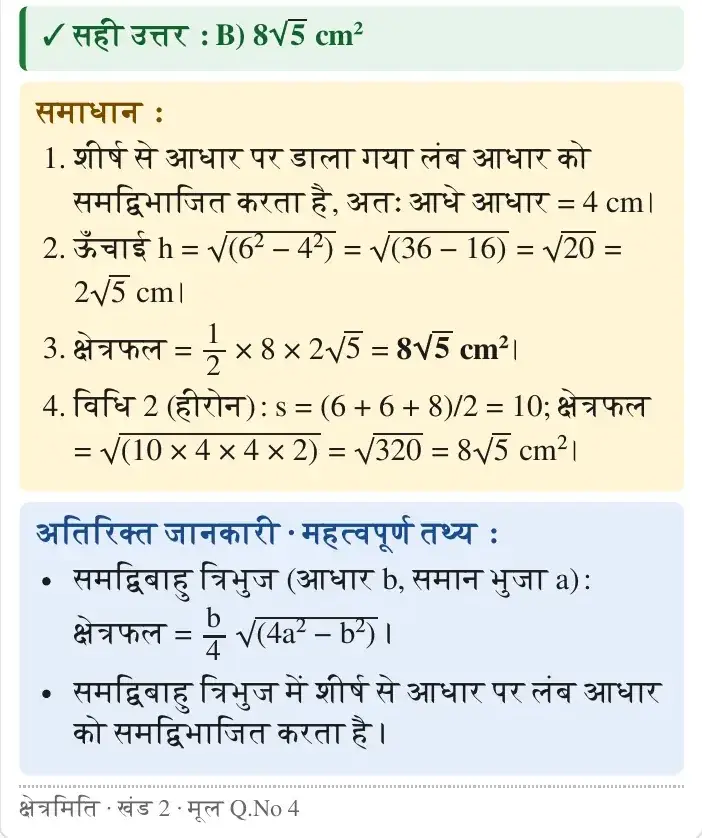 ✓ सही उत्तर : B) 8√5 cm²
समाधान :
1. शीर्ष से आधार पर डाला गया लंब आधार को
समद्विभाजित करता है, अतः आधे आधार = 4 cm।
2. ऊँचाई h = √(6² − 4²) = √(36 − 16) = √20 =
2√5 cm।
3. क्षेत्रफल = 1/2 × 8 × 2√5 = 8√5 cm²।
4. विधि 2 (हीरोन): s = (6 + 6 + 8)/2 = 10; क्षेत्रफल
= √(10 × 4 × 4 × 2) = √320 = 8√5 cm²।
अतिरिक्त जानकारी · महत्वपूर्ण तथ्य :
• समद्विबाहु त्रिभुज (आधार b, समान भुजा a):
क्षेत्रफल = b/4 √(4a² − b²)।
• समद्विबाहु त्रिभुज में शीर्ष से आधार पर लंब आधार
को समद्विभाजित करता है।
क्षेत्रमिति · खंड 2 · मूल Q.No 4